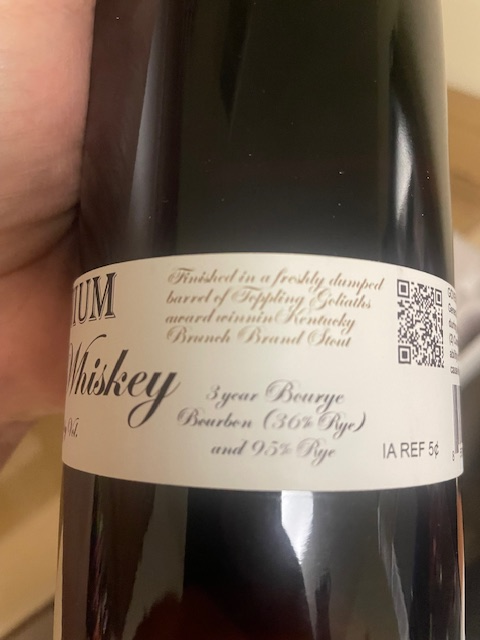 IUM
Whiskey
Vol.
Finished in a freshly dumped
barrel of Toppling Goliaths
award winnin Kentucky
Brunch Brand Stout
3 year Bourye
Bourbon (36% Rye)
and 95% Rye
IA REF 5¢